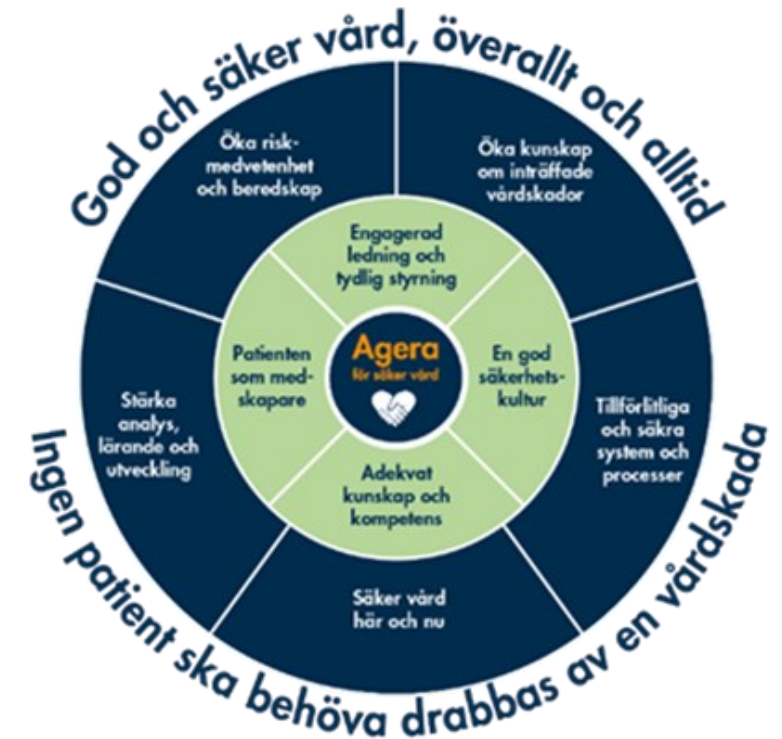 God och säker vård, överallt och alltid
Öka risk-
medvetenhet
och beredskap
Öka kunskap
om inträffade
vårdskador
Engagerad
ledning och
tydlig styrning
Patienten
som med-
skapare
Agera
för säker vård
En god
säkerhets-
kultur
Stärka
analys,
lärande och
utveckling
Tillförlitliga
och säkra
system och
processer
Adekvat
kunskap och
kompetens
Säker vård
här och nu
Ingen patient ska behöva drabbas av en vårdskada